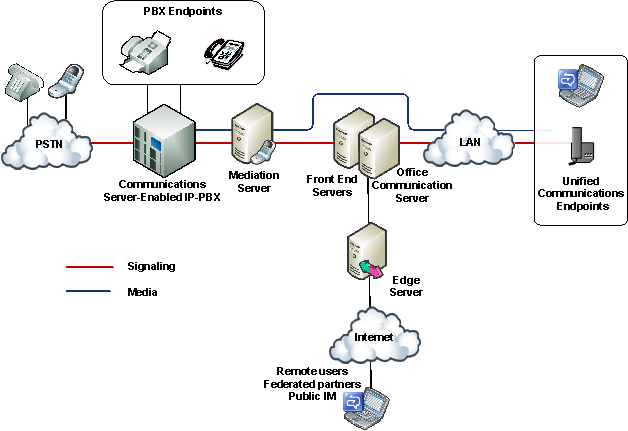 PBX Endpoints
PSTN
Communications
Server-Enabled IP-PBX
Mediation
Server
Front End
Servers
Office
Communication
Server
LAN
Unified
Communications
Endpoints
Signaling
Media
Edge
Server
Internet
Remote users
Federated partners
Public IM